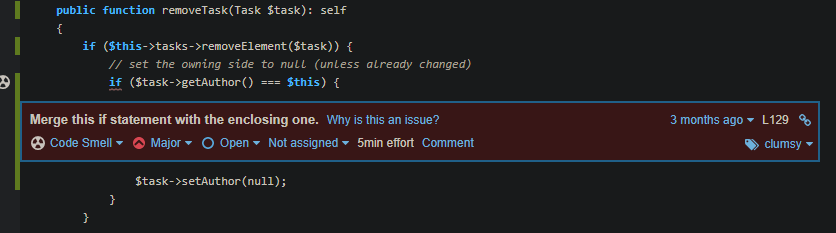 public function removeTask(Task $task): self
{
if ($this->tasks->removeElement($task)) {
// set the owning side to null (unless already changed)
if ($task->getAuthor() === $this) {
Merge this if statement with the enclosing one. Why is this an issue? 3 months ago L129
Code Smell Major Open Not assigned 5min effort Comment clumsy
$task->setAuthor(null);
}
}